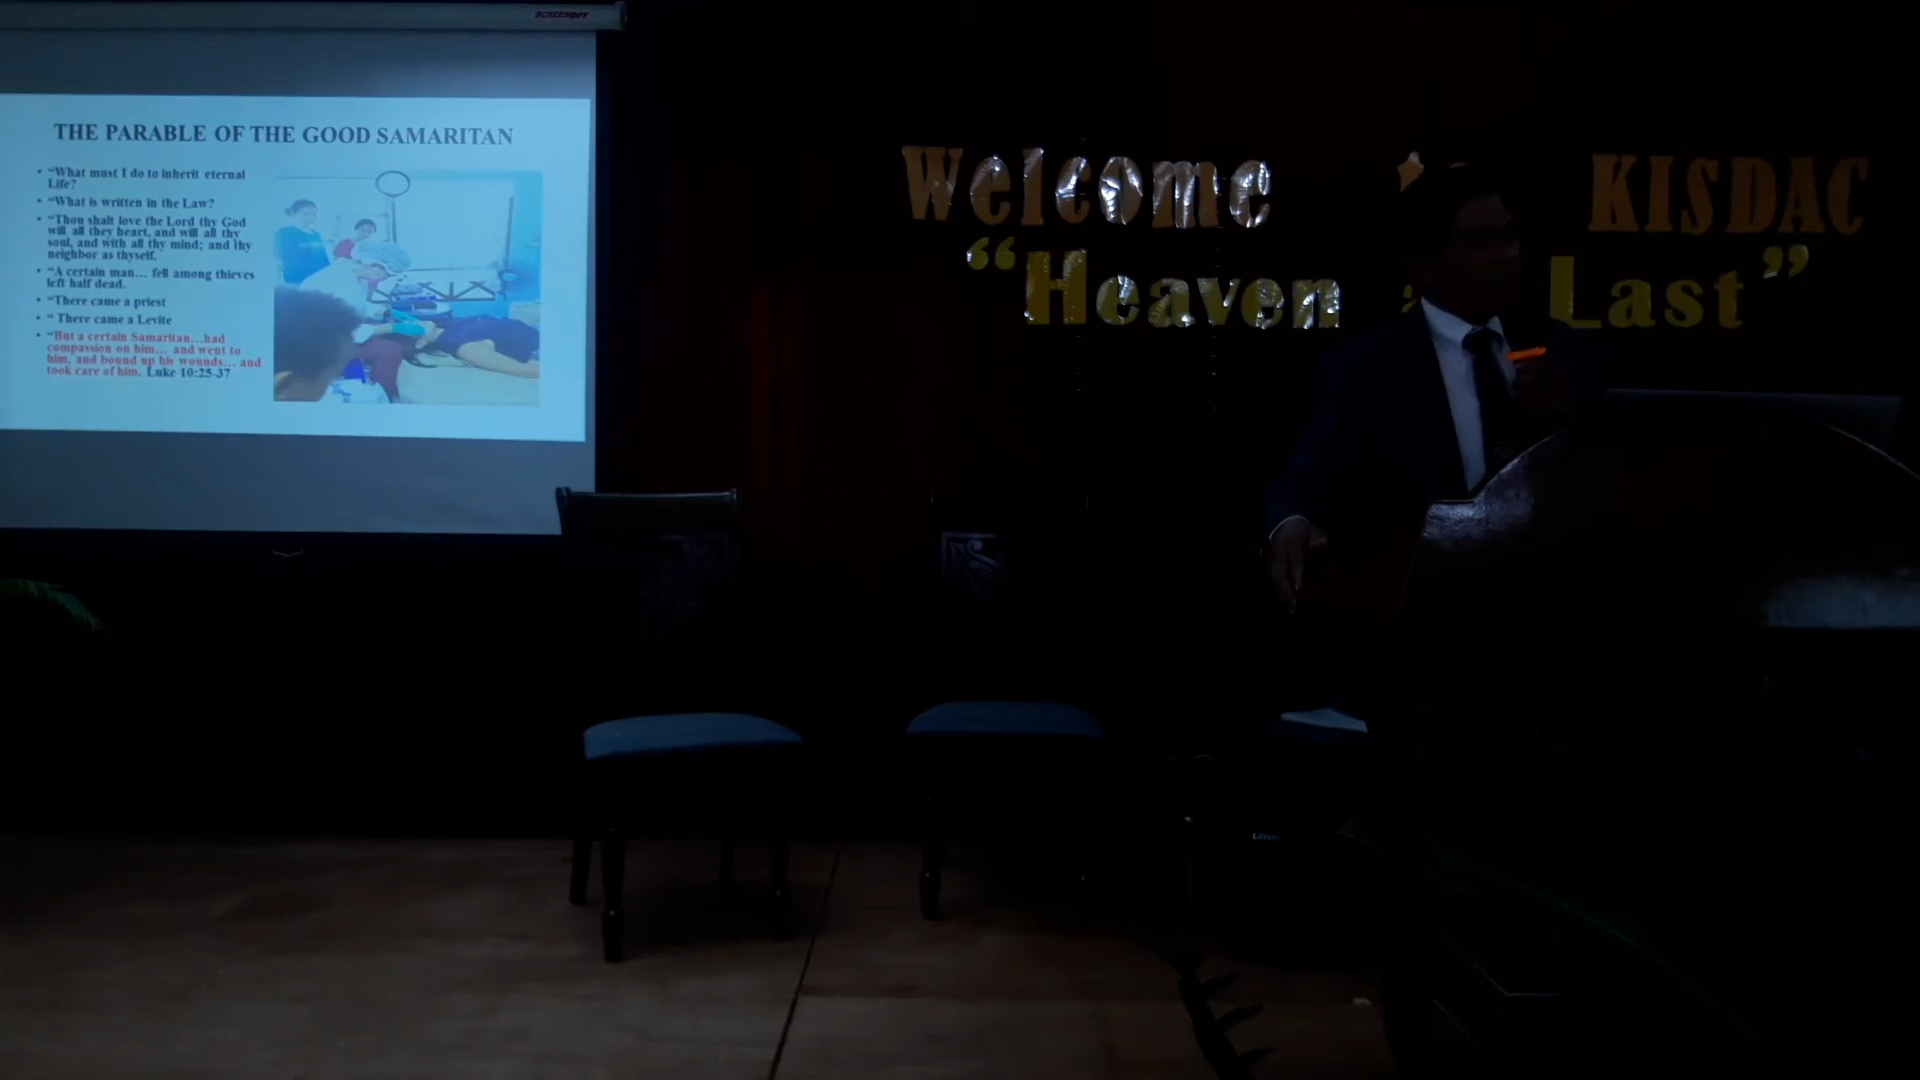 SCREENBOY
THE PARABLE OF THE GOOD SAMARITAN
• “What must I do to inherit eternal
Life?
• “What is written in the Law?
• “Thou shalt love the Lord thy God
will all they heart, and will all thy
soul, and with all thy mind; and thy
neighbor as thyself.
• “A certain man... fell among thieves
left half dead.
• “There came a priest
• “ There came a Levite
• “But a certain Samaritan...had
compassion on him... and went to
him, and bound up his wounds... and
took care of him. Luke 10:25-37
Welcome KISDAC
“Heaven Last”